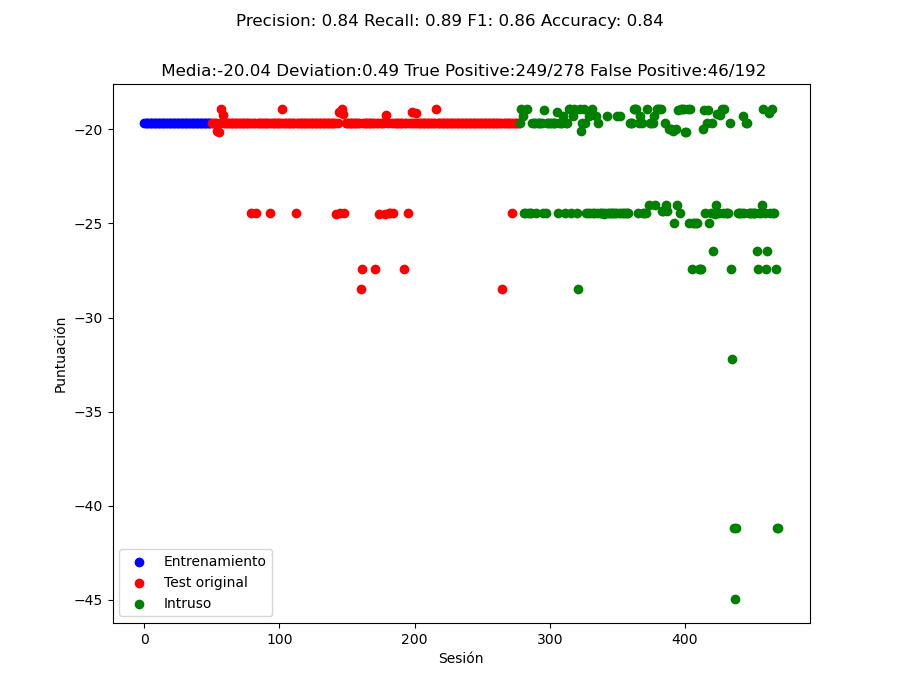 Precision: 0.84 Recall: 0.89 F1: 0.86 Accuracy: 0.84
Media:-20.04 Deviation:0.49 True Positive:249/278 False Positive:46/192
−20
−25
−30
−35
−40
−45
Puntuación
Entrenamiento
Test original
Intruso
0 100 200 300 400
Sesión